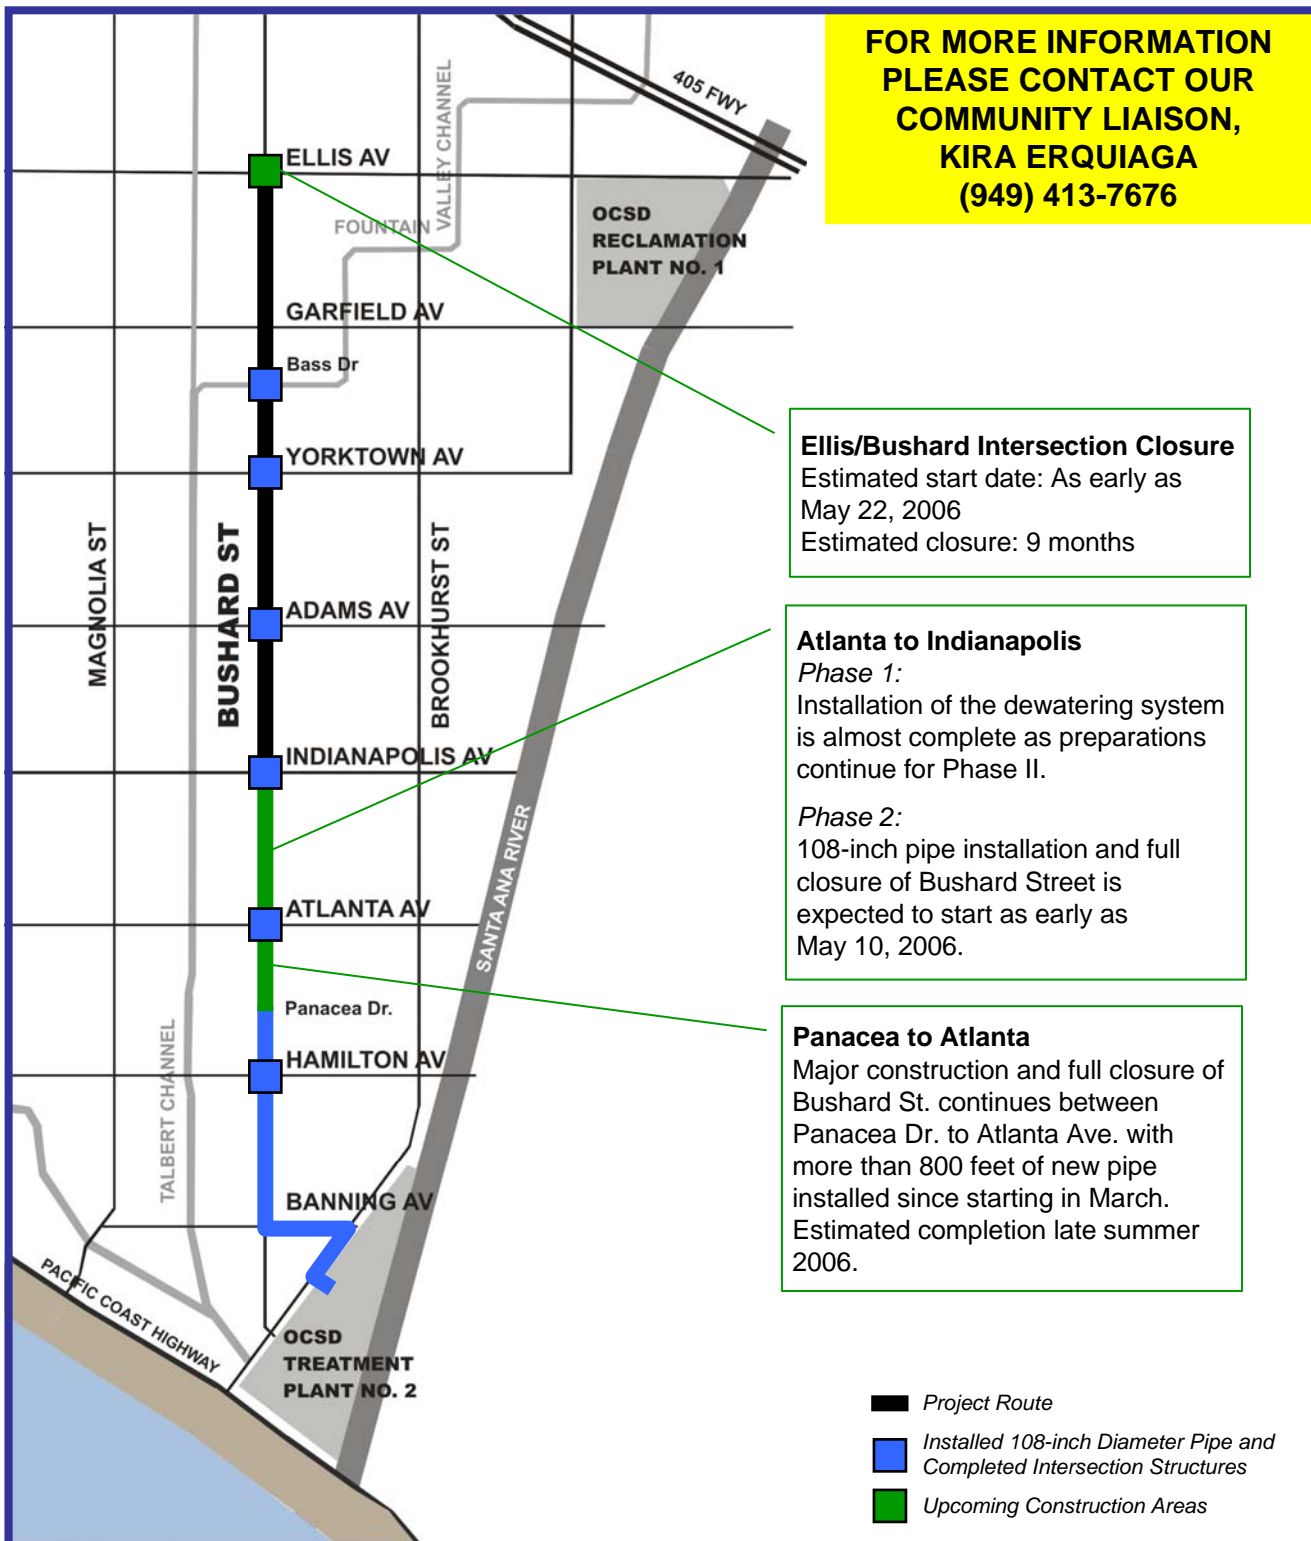 FOR MORE INFORMATION
PLEASE CONTACT OUR
COMMUNITY LIAISON,
KIRA ERQUIAGA
(949) 413-7676
405 FWY
VALLEY CHANNEL
ELLIS AV
FOUNTAIN
OCSD
RECLAMATION
PLANT NO. 1
GARFIELD AV
Bass Dr
YORKTOWN AV
MAGNOLIA ST
BUSHARD ST
BROOKHURST ST
ADAMS AV
INDIANAPOLIS AV
SANTA ANA RIVER
ATLANTA AV
Panacea Dr.
TALBERT CHANNEL
HAMILTON AV
BANNING AV
PACIFIC COAST HIGHWAY
OCSD
TREATMENT
PLANT NO. 2
Ellis/Bushard Intersection Closure
Estimated start date: As early as
May 22, 2006
Estimated closure: 9 months
Atlanta to Indianapolis
Phase 1:
Installation of the dewatering system
is almost complete as preparations
continue for Phase II.
Phase 2:
108-inch pipe installation and full
closure of Bushard Street is
expected to start as early as
May 10, 2006.
Panacea to Atlanta
Major construction and full closure of
Bushard St. continues between
Panacea Dr. to Atlanta Ave. with
more than 800 feet of new pipe
installed since starting in March.
Estimated completion late summer
2006.
Project Route
Installed 108-inch Diameter Pipe and
Completed Intersection Structures
Upcoming Construction Areas